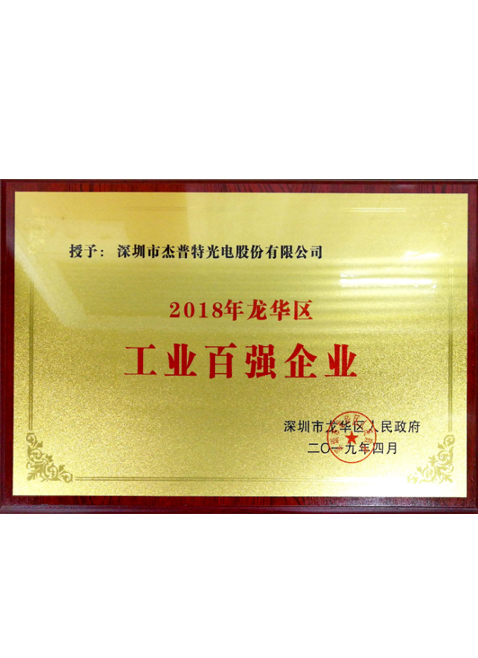 授予：深圳市杰普特光电股份有限公司
2018年龙华区
工业百强企业
深圳市龙华区人民政府
二〇一九年四月